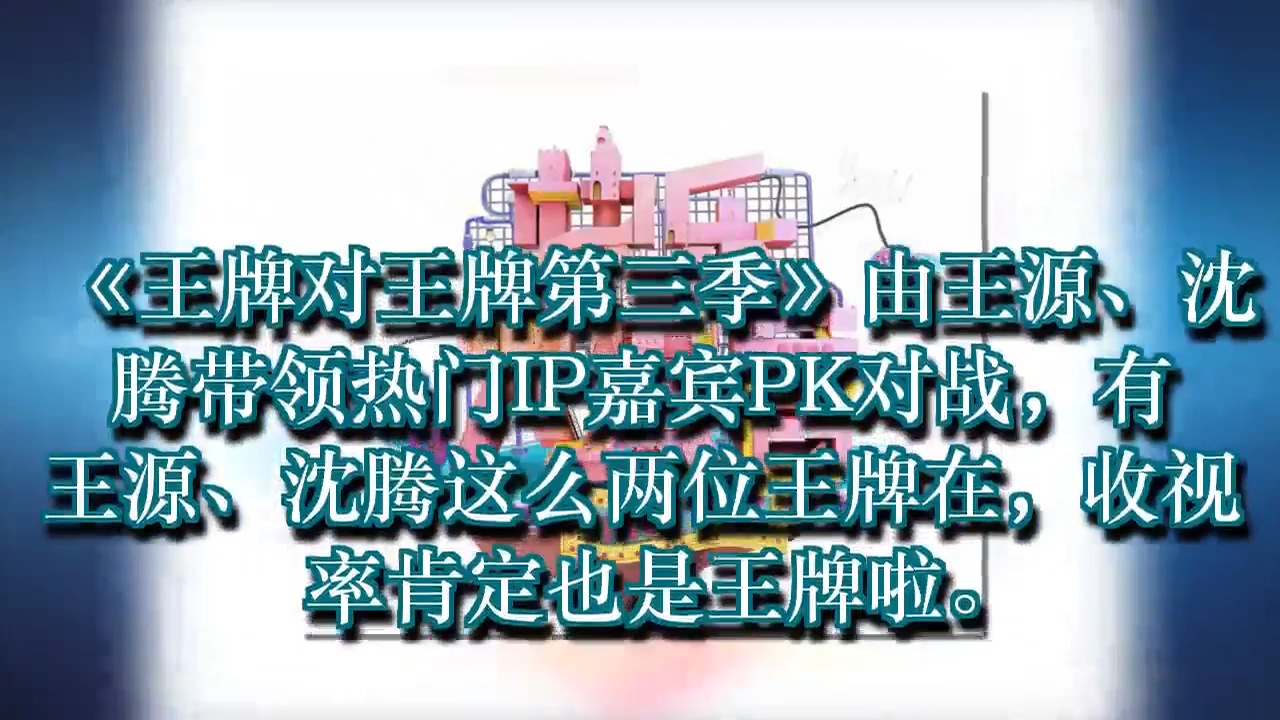 《王牌对王牌第三季》由王源、沈
腾带领热门IP嘉宾PK对战，有
王源、沈腾这么两位王牌在，收视
率肯定也是王牌啦。